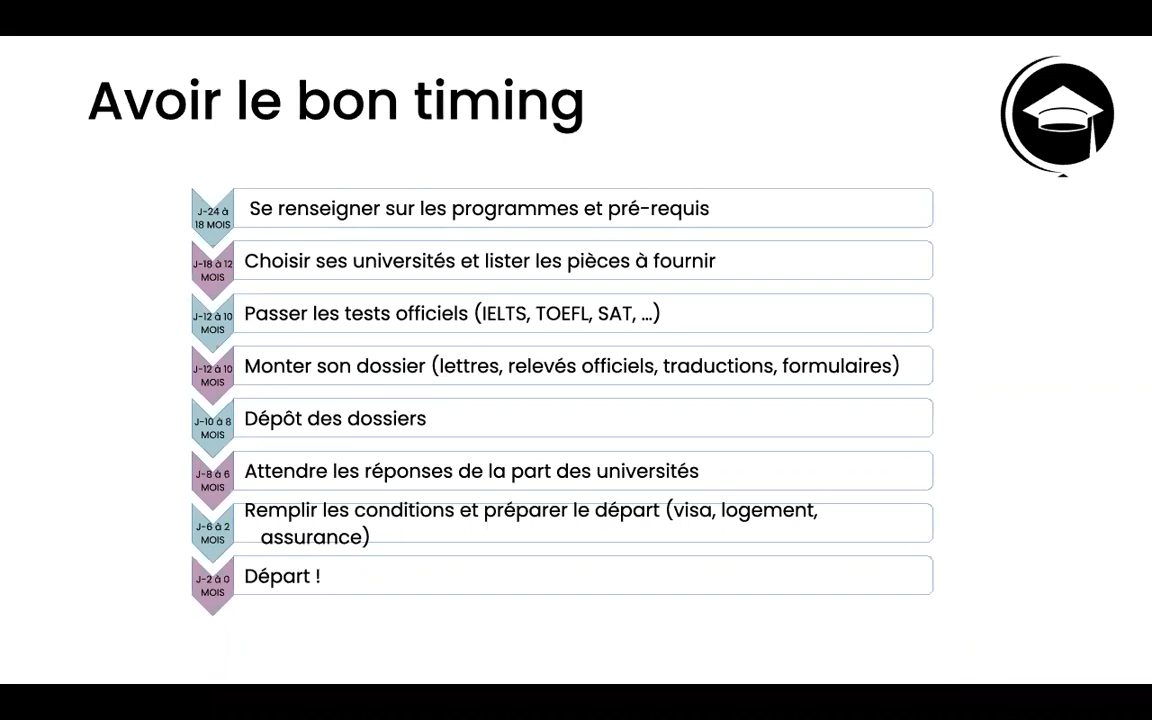 Avoir le bon timing
J-24 à
18 MOIS
Se renseigner sur les programmes et pré-requis
J-18 à 12
MOIS
Choisir ses universités et lister les pièces à fournir
J-12 à 10
MOIS
Passer les tests officiels (IELTS, TOEFL, SAT, ...)
J-12 à 10
MOIS
Monter son dossier (lettres, relevés officiels, traductions, formulaires)
J-10 à 8
MOIS
Dépôt des dossiers
J-8 à 6
MOIS
Attendre les réponses de la part des universités
J-6 à 2
MOIS
Remplir les conditions et préparer le départ (visa, logement,
assurance)
J-2 à 0
MOIS
Départ !